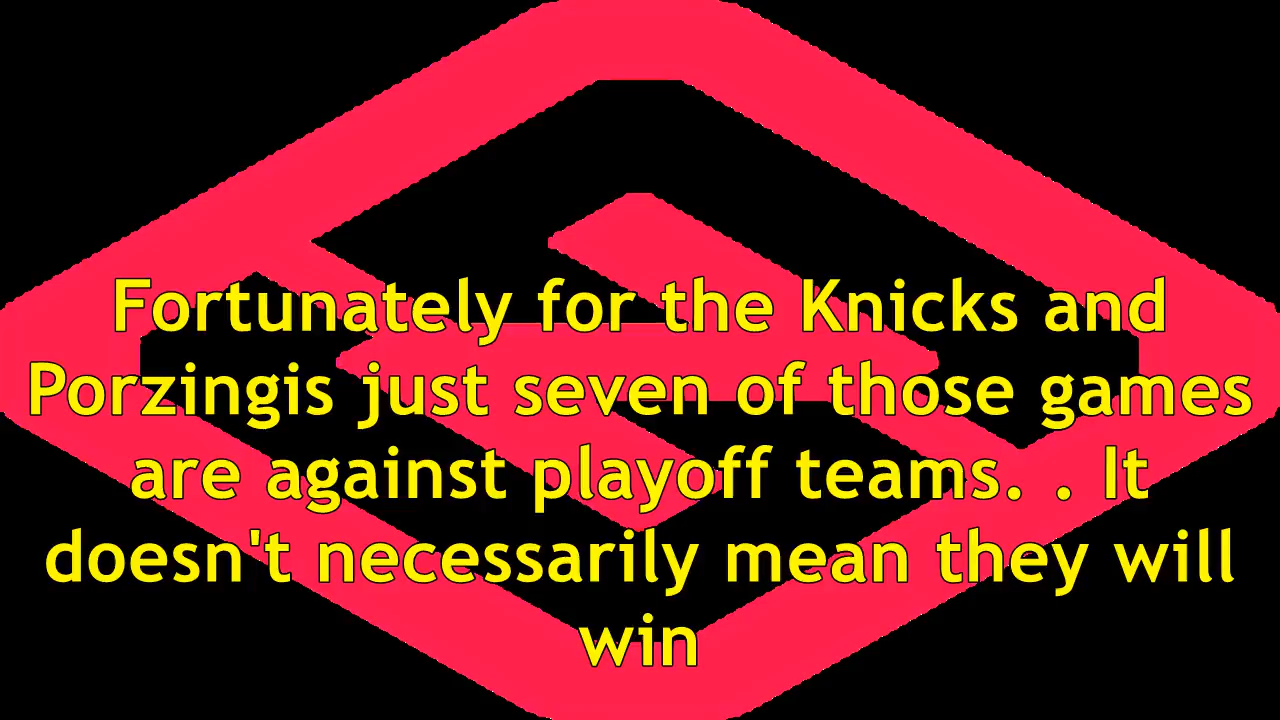 Fortunately for the Knicks and
Porzingis just seven of those games
are against playoff teams. . It
doesn't necessarily mean they will
win